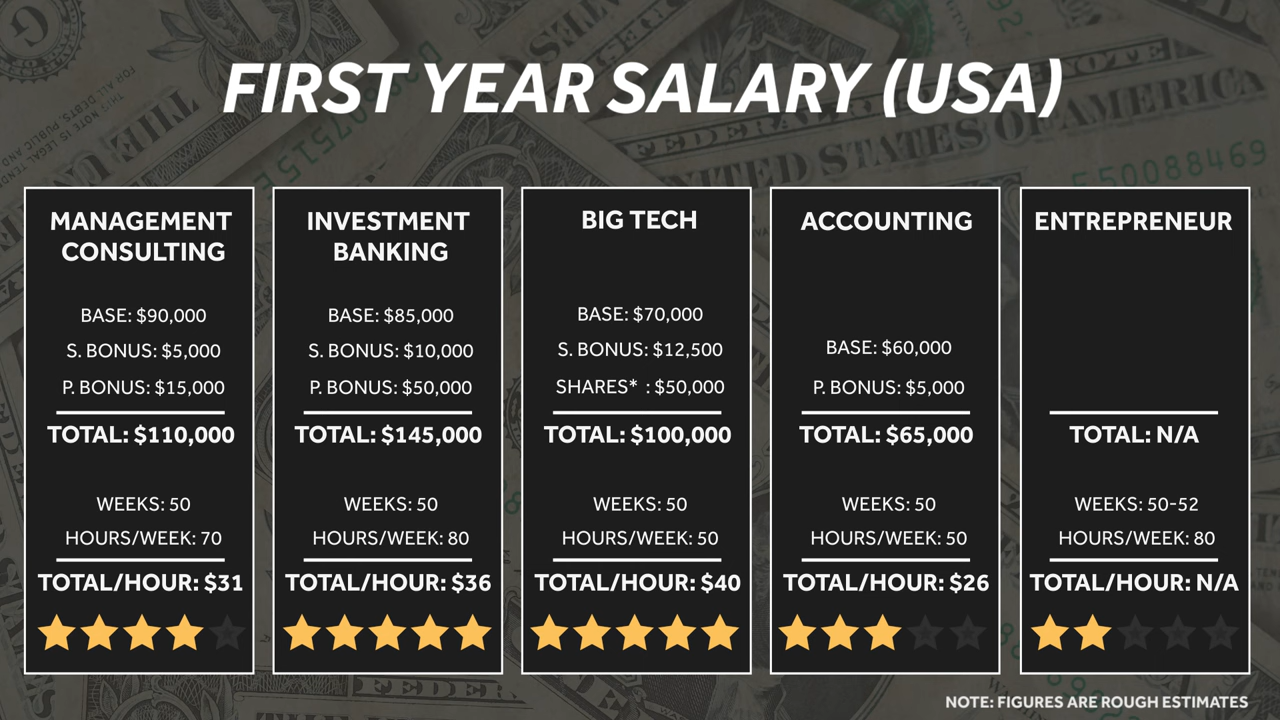 FIRST YEAR SALARY (USA)
MANAGEMENT
CONSULTING
BASE: $90,000
S. BONUS: $5,000
P. BONUS: $15,000
TOTAL: $110,000
WEEKS: 50
HOURS/WEEK: 70
TOTAL/HOUR: $31
INVESTMENT
BANKING
BASE: $85,000
S. BONUS: $10,000
P. BONUS: $50,000
TOTAL: $145,000
WEEKS: 50
HOURS/WEEK: 80
TOTAL/HOUR: $36
BIG TECH
BASE: $70,000
S. BONUS: $12,500
SHARES* : $50,000
TOTAL: $100,000
WEEKS: 50
HOURS/WEEK: 50
TOTAL/HOUR: $40
ACCOUNTING
BASE: $60,000
P. BONUS: $5,000
TOTAL: $65,000
WEEKS: 50
HOURS/WEEK: 50
TOTAL/HOUR: $26
ENTREPRENEUR
TOTAL: N/A
WEEKS: 50-52
HOURS/WEEK: 80
TOTAL/HOUR: N/A
NOTE: FIGURES ARE ROUGH ESTIMATES
UNITED STATES OF AMERICA
E50088469